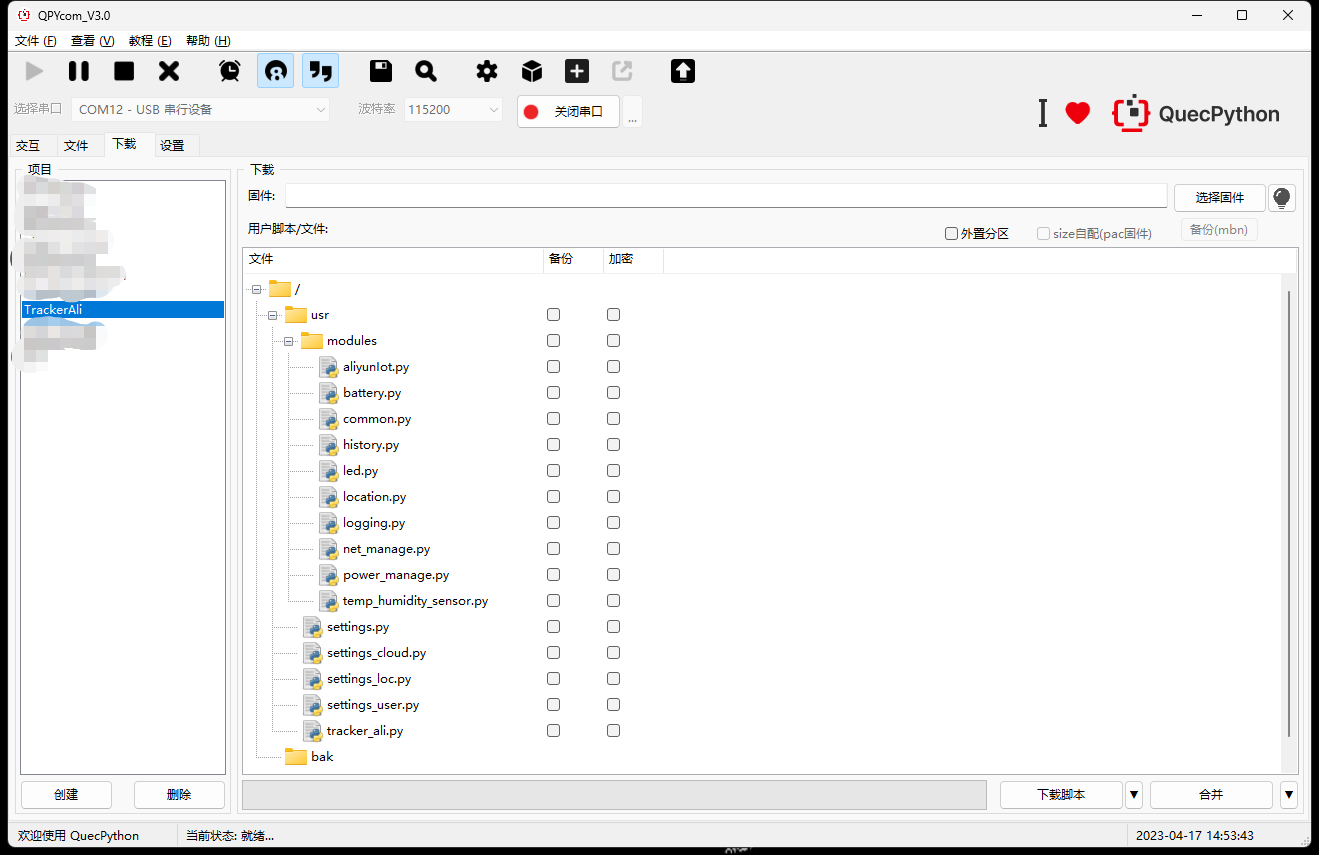 QPYcom_V3.0
文件 (F) 查看 (V) 教程 (E) 帮助 (H)
选择串口 COM12 - USB 串行设备 波特率 115200 关闭串口 ... QuecPython
交互 文件 下载 设置
项目
TrackerAli
创建 删除
下载
固件: 选择固件
用户脚本/文件: 外置分区 size自配(pac固件) 备份(mbn)
文件 备份 加密
/
usr
modules
aliyunIot.py
battery.py
common.py
history.py
led.py
location.py
logging.py
net_manage.py
power_manage.py
temp_humidity_sensor.py
settings.py
settings_cloud.py
settings_loc.py
settings_user.py
tracker_ali.py
bak
下载脚本 合并
欢迎使用 QuecPython 当前状态: 就绪... 2023-04-17 14:53:43